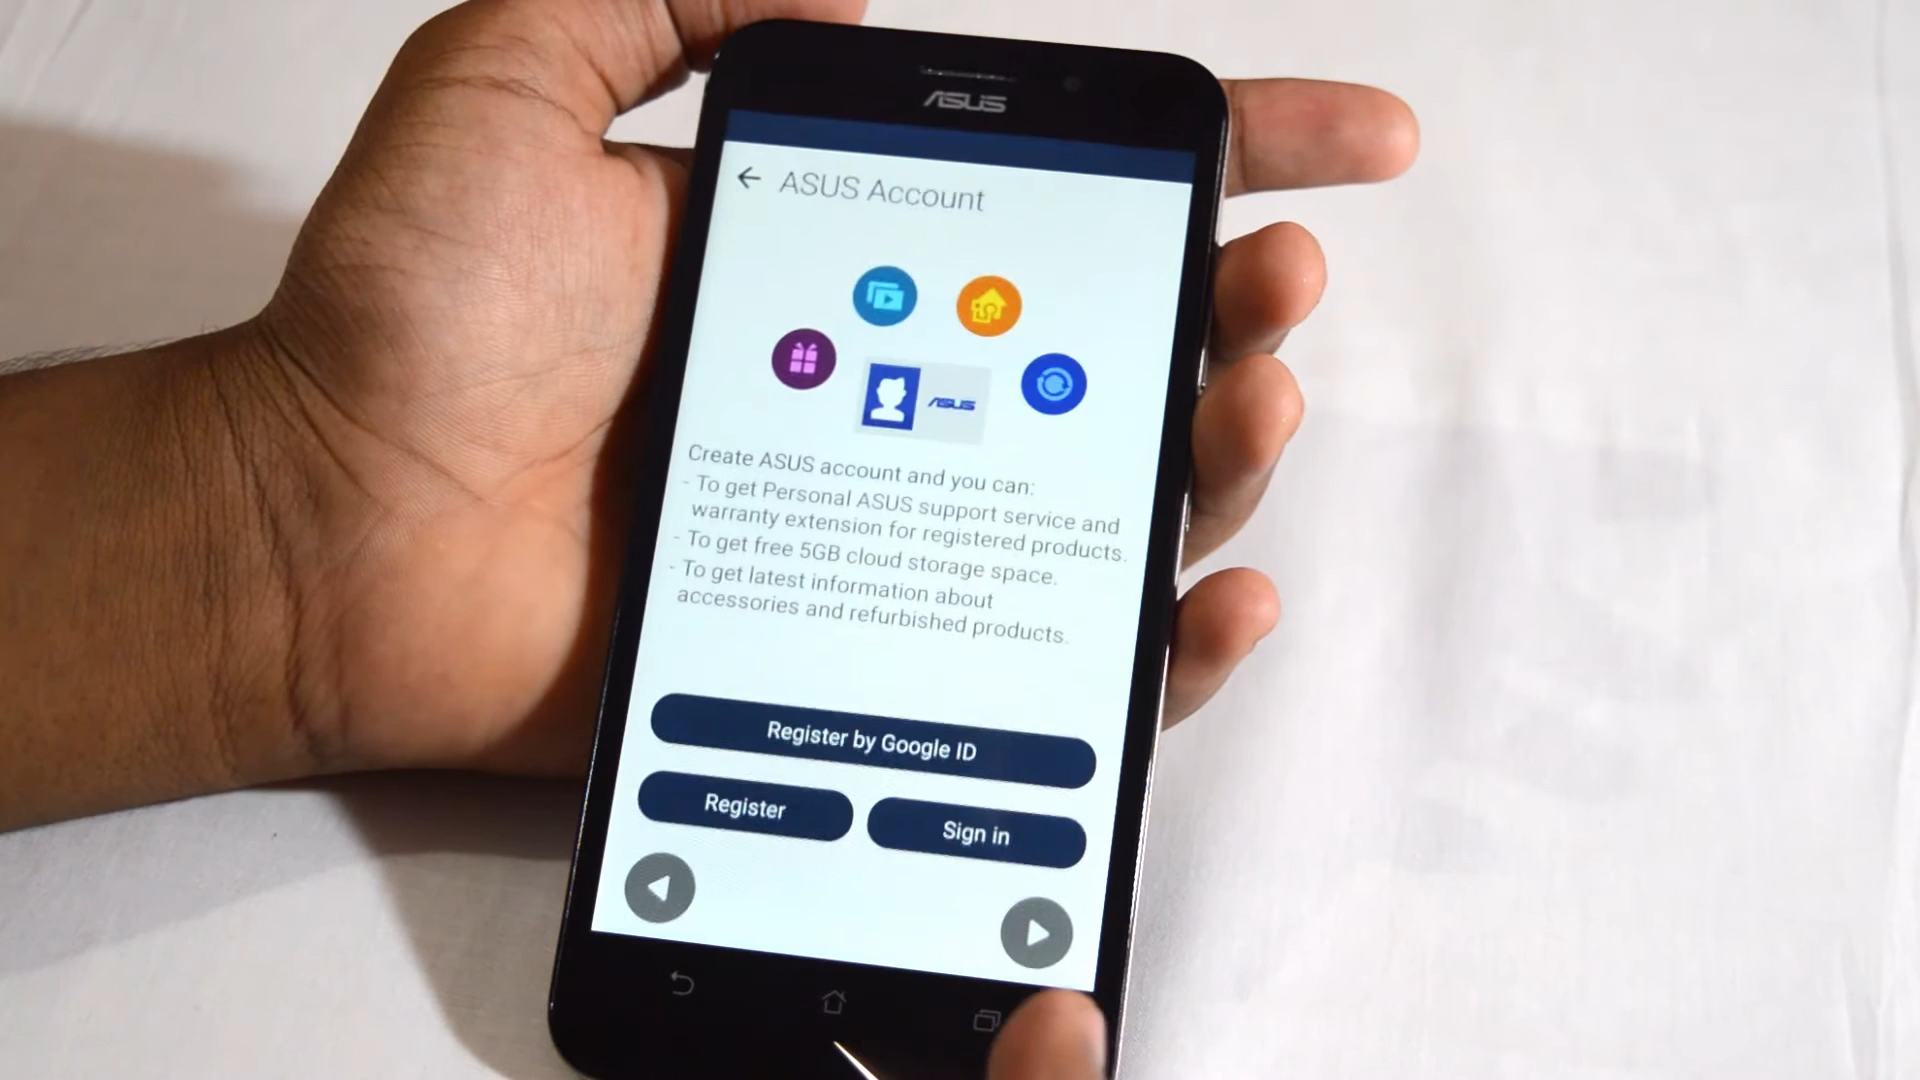 ASUS
ASUS Account
ASUS
Create ASUS account and you can:
- To get Personal ASUS support service and
warranty extension for registered products.
- To get free 5GB cloud storage space.
- To get latest information about
accessories and refurbished products.
Register by Google ID
Register
Sign in